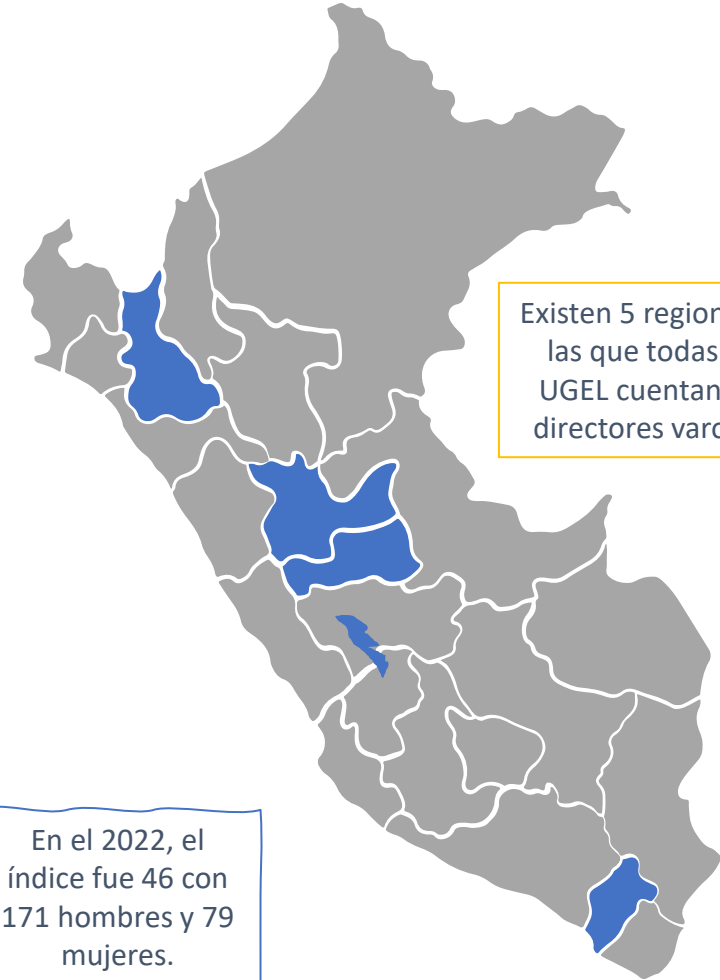 Existen 5 region
las que todas
UGEL cuentan
directores varo
En el 2022, el
índice fue 46 con
171 hombres y 79
mujeres.